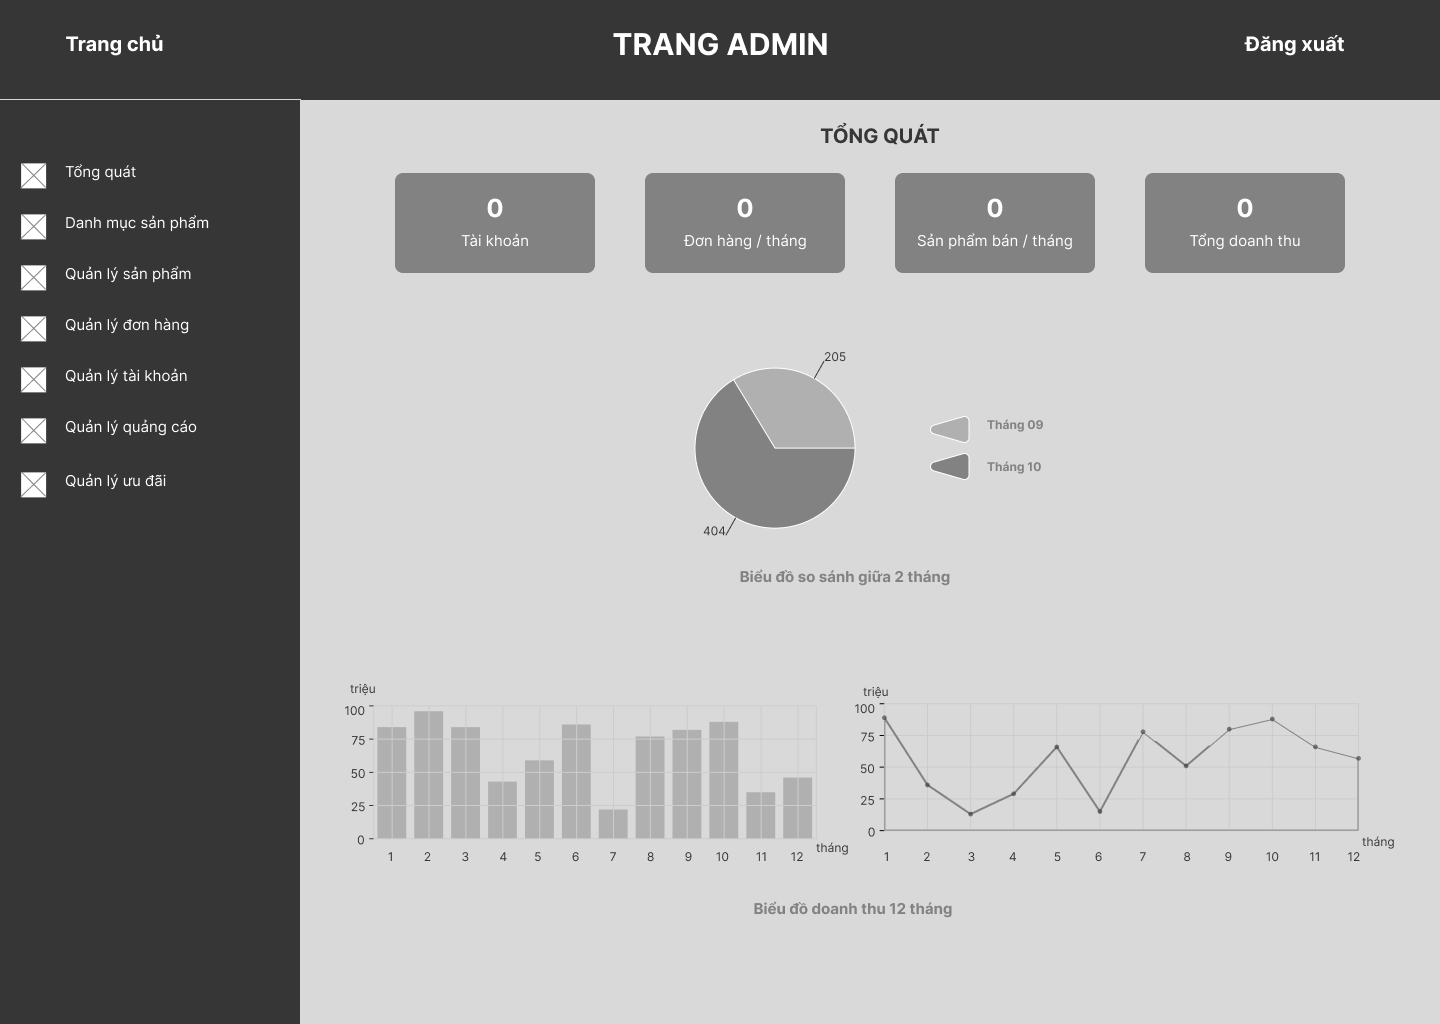 Trang chủ
TRANG ADMIN
Đăng xuất
Tổng quát
Danh mục sản phẩm
Quản lý sản phẩm
Quản lý đơn hàng
Quản lý tài khoản
Quản lý quảng cáo
Quản lý ưu đãi
TỔNG QUÁT
0
Tài khoản
0
Đơn hàng / tháng
0
Sản phẩm bán / tháng
0
Tổng doanh thu
205
404
Tháng 09
Tháng 10
Biểu đồ so sánh giữa 2 tháng
triệu
100
75
50
25
0
1 2 3 4 5 6 7 8 9 10 11 12
tháng
triệu
100
75
50
25
0
1 2 3 4 5 6 7 8 9 10 11 12
tháng
Biểu đồ doanh thu 12 tháng